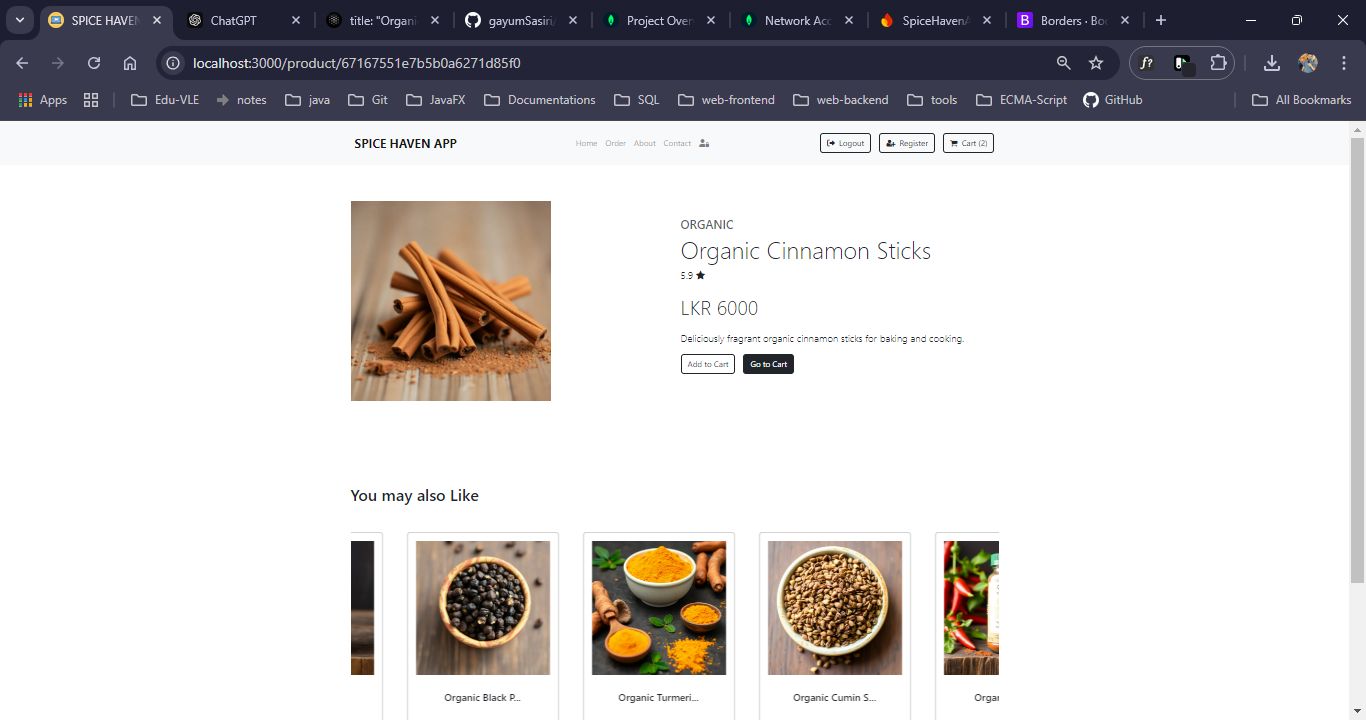 SPICE HAVEN
ChatGPT
title: "Organi
gayumSasiri/
Project Over
Network Acc
SpiceHavenA
B Borders · Boo
localhost:3000/product/67167551e7b5b0a6271d85f0
f?
Apps
Edu-VLE
notes
java
Git
JavaFX
Documentations
SQL
web-frontend
web-backend
tools
ECMA-Script
GitHub
All Bookmarks
SPICE HAVEN APP
Home Order About Contact
Logout
Register
Cart (2)
ORGANIC
Organic Cinnamon Sticks
5.9
LKR 6000
Deliciously fragrant organic cinnamon sticks for baking and cooking.
Add to Cart
Go to Cart
You may also Like
Organic Black P...
Organic Turmeri...
Organic Cumin S...
Organ